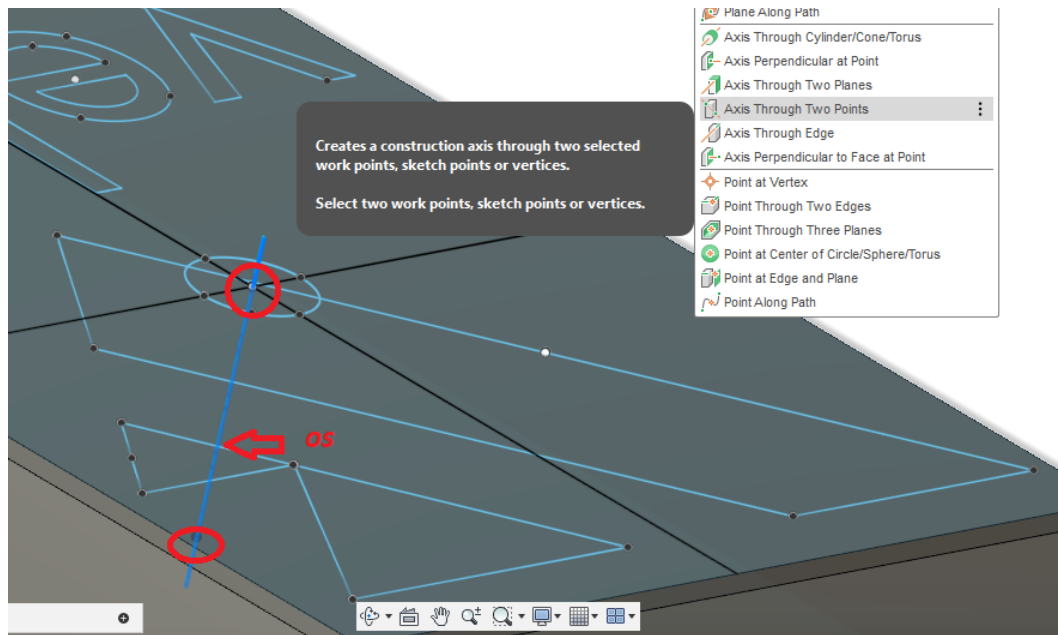 Plane Along Path
Axis Through Cylinder/Cone/Torus
Axis Perpendicular at Point
Axis Through Two Planes
Axis Through Two Points
Axis Through Edge
Axis Perpendicular to Face at Point
Point at Vertex
Point Through Two Edges
Point Through Three Planes
Point at Center of Circle/Sphere/Torus
Point at Edge and Plane
Point Along Path
Creates a construction axis through two selected
work points, sketch points or vertices.
Select two work points, sketch points or vertices.
OS